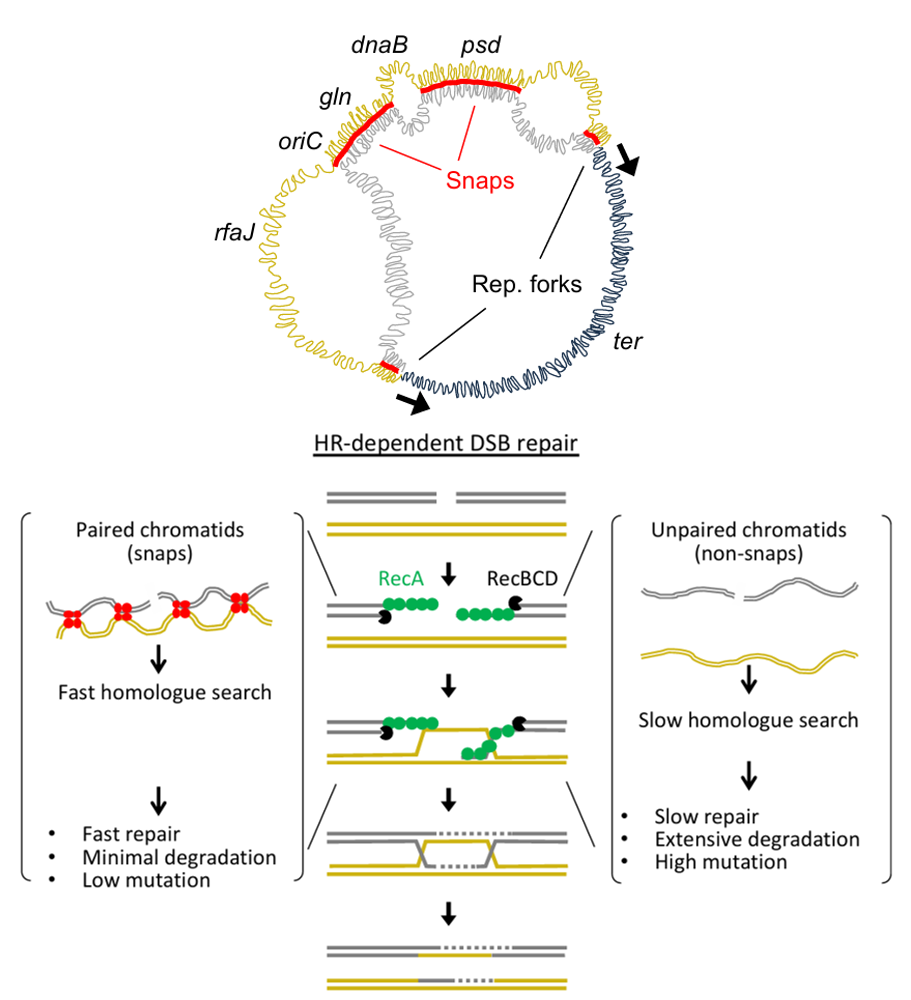 dnaB
psd
gln
oriC
Snaps
rfaJ
Rep. forks
ter
HR-dependent DSB repair
Paired chromatids
(snaps)
Fast homologue search
• Fast repair
• Minimal degradation
• Low mutation
RecA
RecBCD
Unpaired chromatids
(non-snaps)
Slow homologue search
• Slow repair
• Extensive degradation
• High mutation